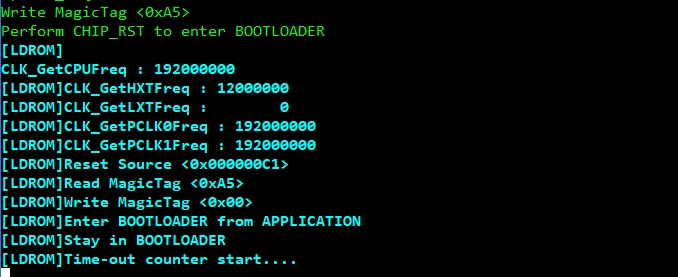 Write MagicTag <0xA5>
Perform CHIP_RST to enter BOOTLOADER
[LDROM]
CLK_GetCPUFreq : 192000000
[LDROM]CLK_GetHXTFreq : 12000000
[LDROM]CLK_GetLXTFreq :         0
[LDROM]CLK_GetPCLK0Freq : 192000000
[LDROM]CLK_GetPCLK1Freq : 192000000
[LDROM]Reset Source <0x000000C1>
[LDROM]Read MagicTag <0xA5>
[LDROM]Write MagicTag <0x00>
[LDROM]Enter BOOTLOADER from APPLICATION
[LDROM]Stay in BOOTLOADER
[LDROM]Time-out counter start....